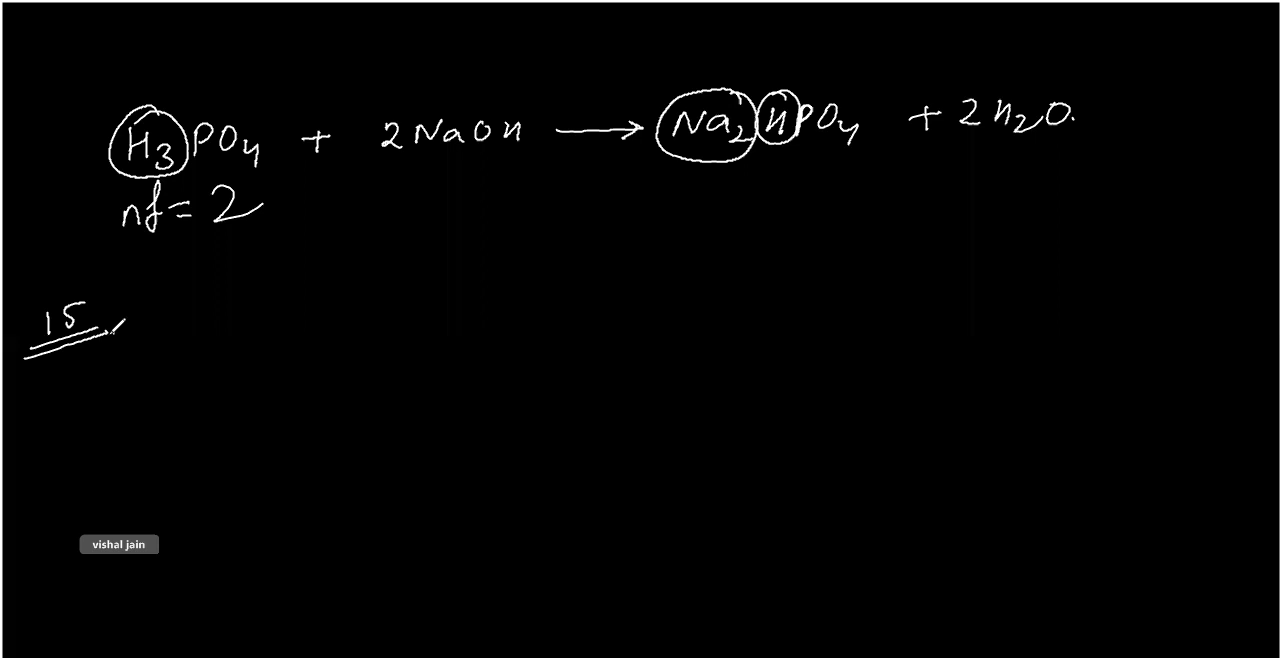 H₃PO₄ + 2NaOH ⟶ Na₂HPO₄ + 2H₂O.
nf = 2
15
vishal jain